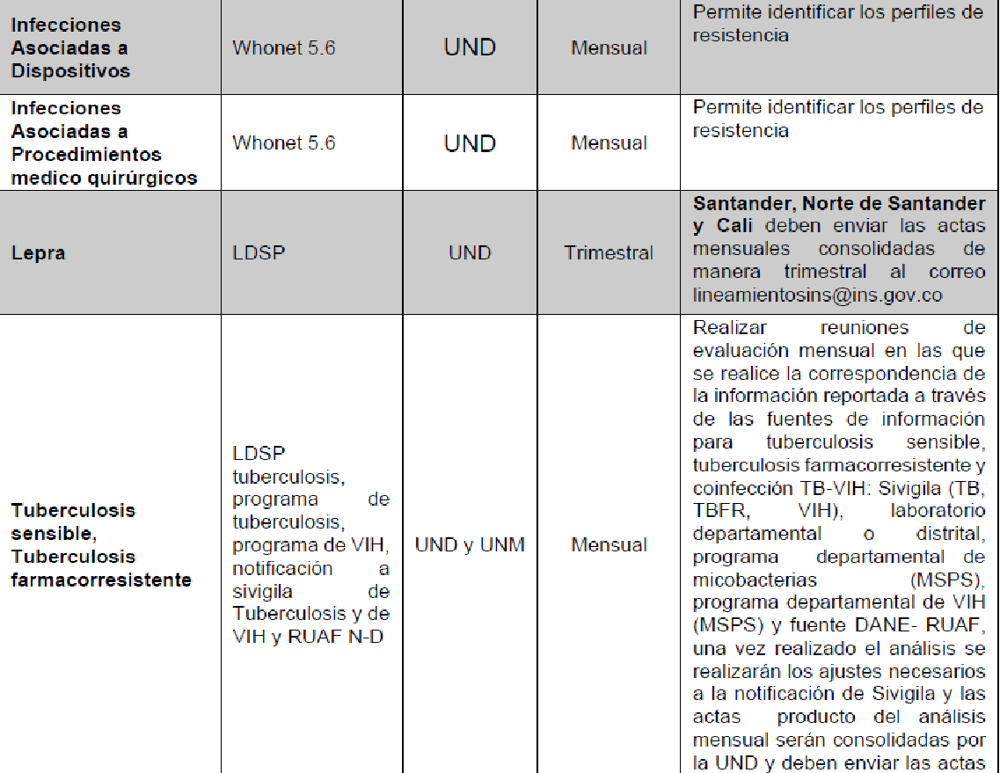 Infecciones
Asociadas a
Dispositivos
Whonet 5.6
UND
Mensual
Permite identificar los perfiles de
resistencia
Infecciones
Asociadas a
Procedimientos
medico quirúrgicos
Whonet 5.6
UND
Mensual
Permite identificar los perfiles de
resistencia
Lepra
LDSP
UND
Trimestral
Santander, Norte de Santander
y Cali deben enviar las actas
mensuales consolidadas de
manera trimestral al correo
lineamientosins@ins.gov.co
Tuberculosis
sensible,
Tuberculosis
farmacorresistente
LDSP
tuberculosis,
programa de
tuberculosis,
programa de VIH,
notificación a
sivigila de
Tuberculosis y de
VIH y RUAF N-D
UND y UNM
Mensual
Realizar reuniones de
evaluación mensual en las que
se realice la correspondencia de
la información reportada a través
de las fuentes de información
para tuberculosis sensible,
tuberculosis farmacorresistente y
coinfección TB-VIH: Sivigila (TB,
TBFR, VIH), laboratorio
departamental o distrital,
programa departamental de
micobacterias (MSPS),
programa departamental de VIH
(MSPS) y fuente DANE- RUAF,
una vez realizado el análisis se
realizarán los ajustes necesarios
a la notificación de Sivigila y las
actas producto del análisis
mensual serán consolidadas por
la UND y deben enviar las actas